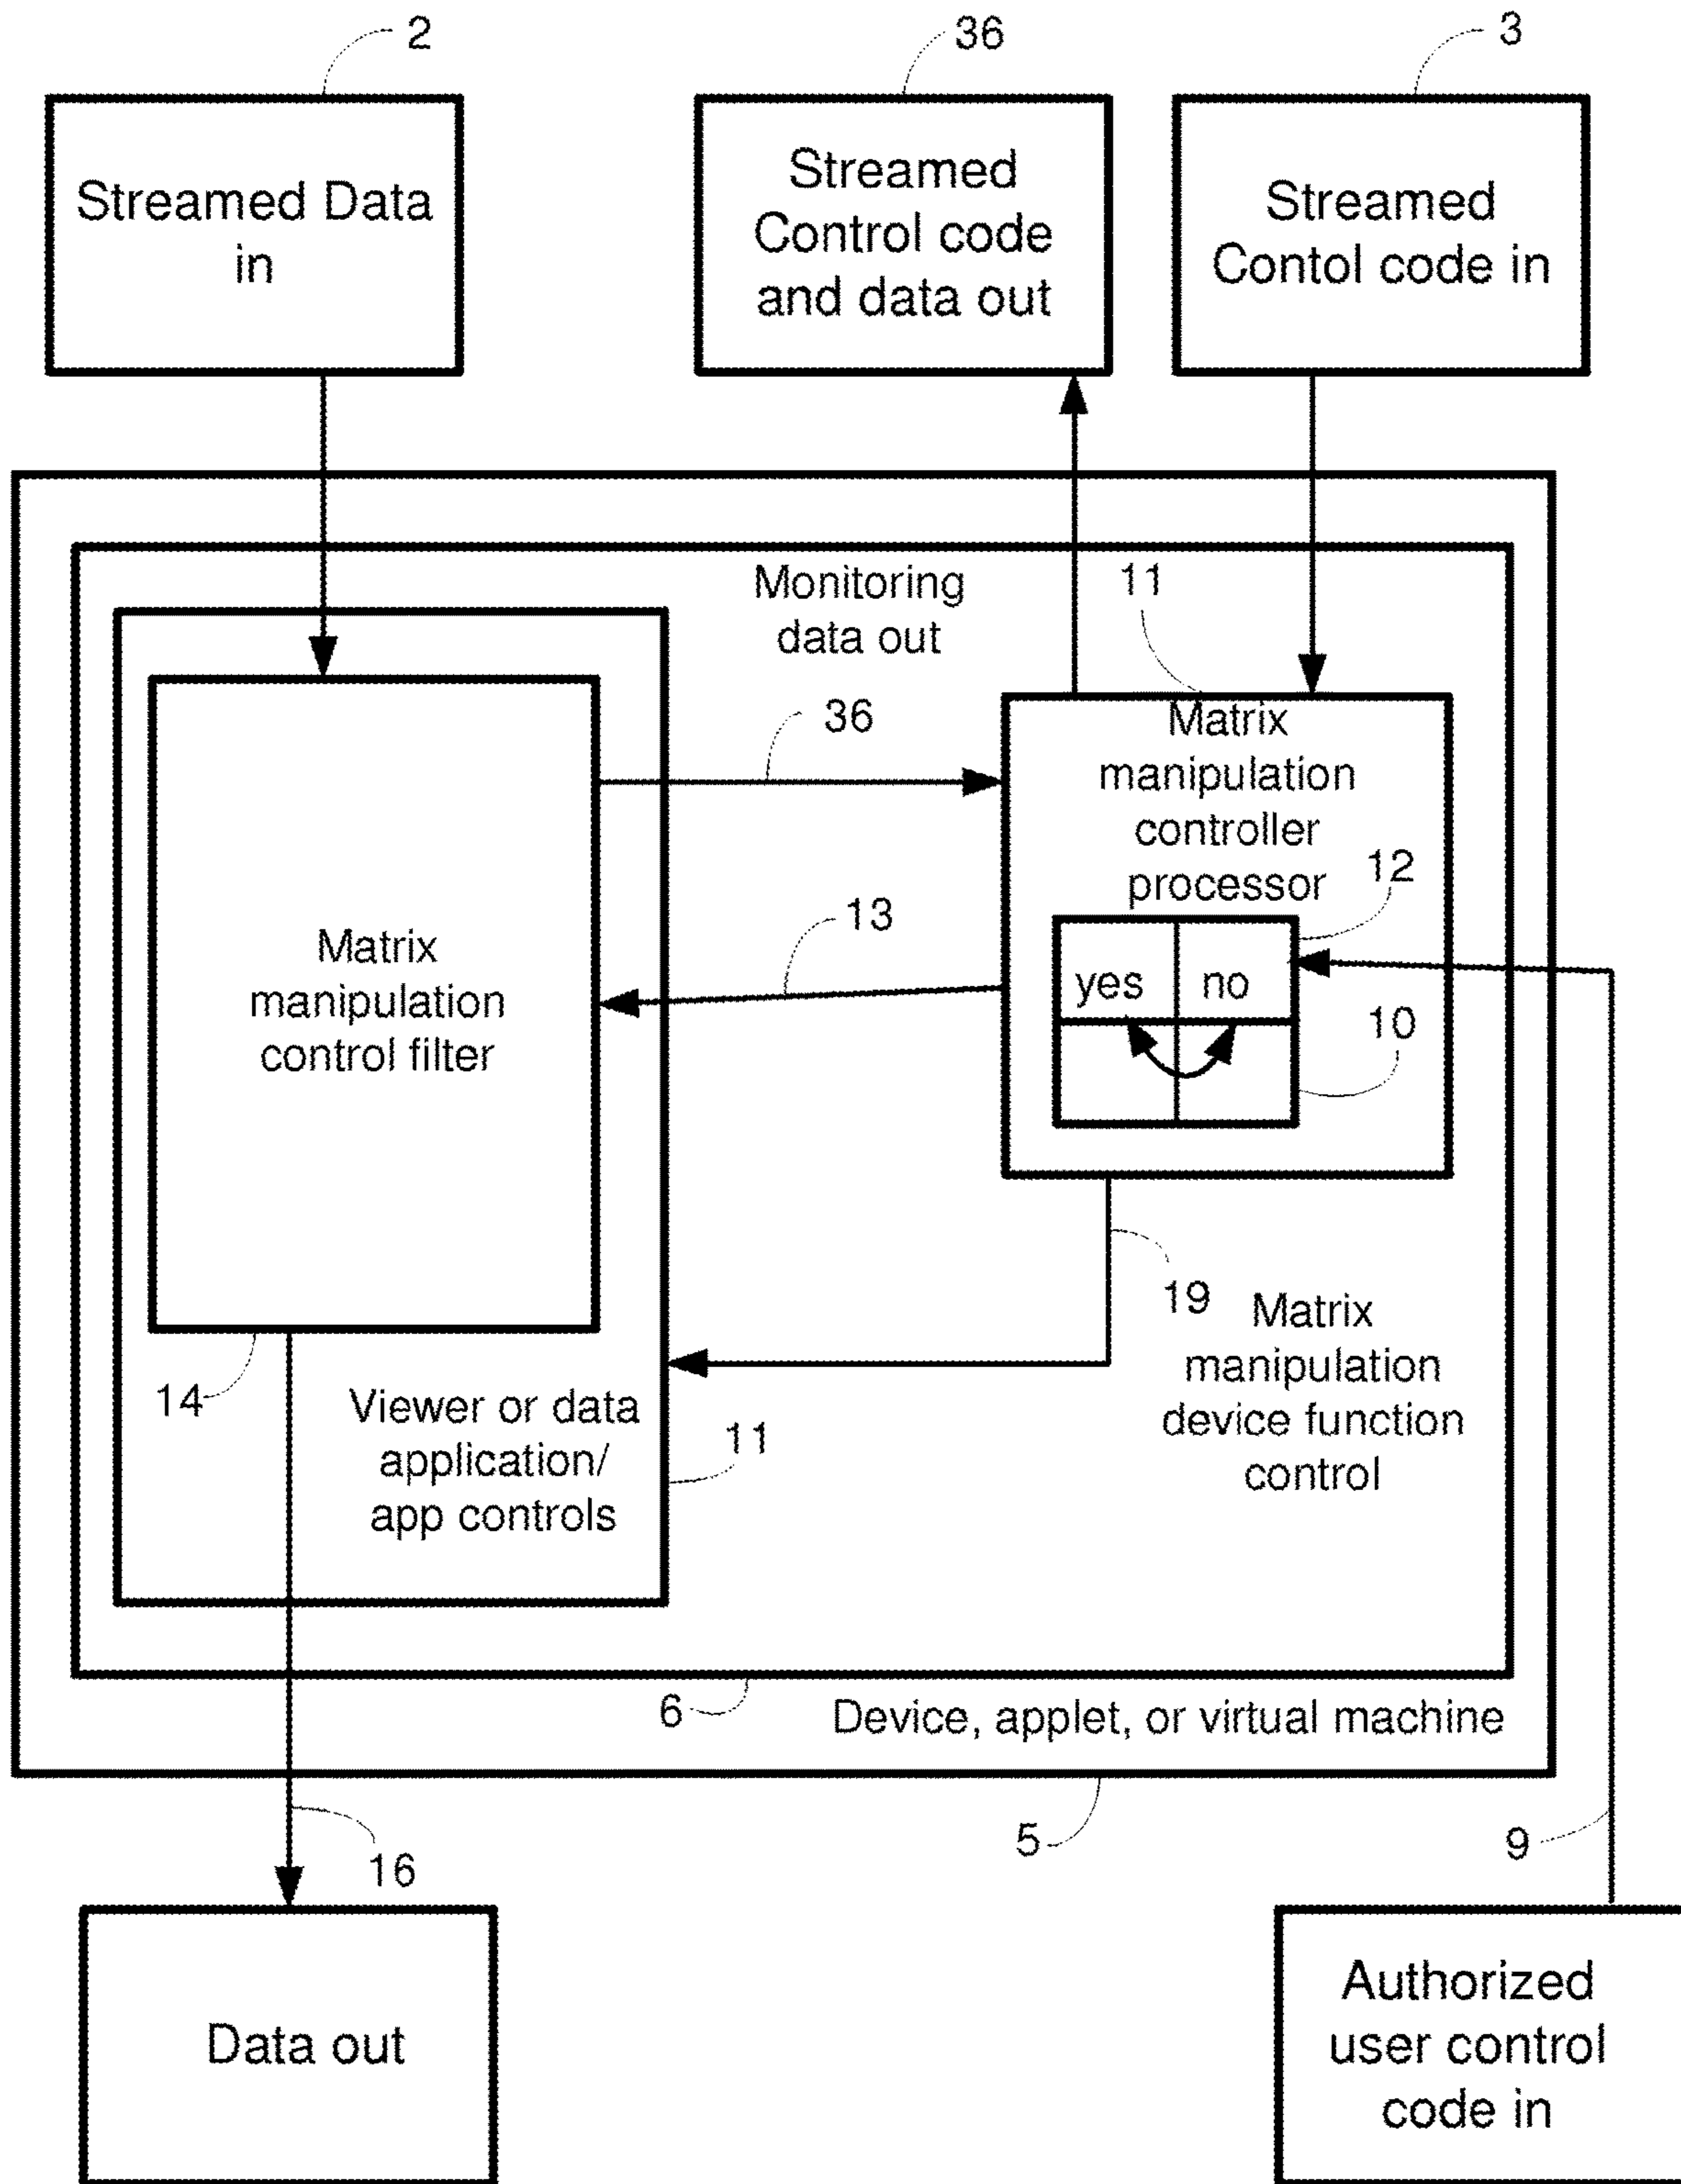 2
36
3
Streamed Data
in
Streamed
Control code
and data out
Streamed
Contol code in
Monitoring
data out
11
36
Matrix
manipulation
controller
processor
12
13
yes
no
10
Matrix
manipulation
control filter
19
Matrix
manipulation
device function
control
14
Viewer or data
application/
app controls
11
6
Device, applet, or virtual machine
5
9
16
Data out
Authorized
user control
code in